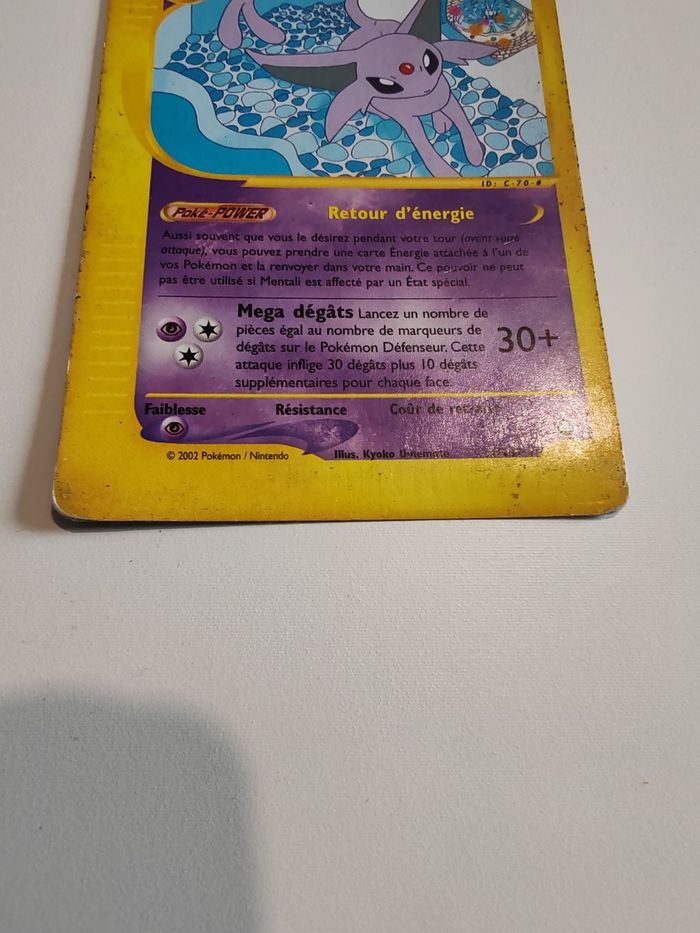 ID: C-70-#
Poké-POWER Retour d'énergie
Aussi souvent que vous le désirez pendant votre tour (avant votre
attaque), vous pouvez prendre une carte Énergie attachée à l'un de
vos Pokémon et la renvoyer dans votre main. Ce pouvoir ne peut
pas être utilisé si Mentali est affecté par un État spécial.
Mega dégâts Lancez un nombre de
pièces égal au nombre de marqueurs de
dégâts sur le Pokémon Défenseur. Cette
attaque inflige 30 dégâts plus 10 dégâts
supplémentaires pour chaque face.
30+
Faiblesse Résistance Coût de retraite
© 2002 Pokémon / Nintendo Illus. Kyoko Umemoto